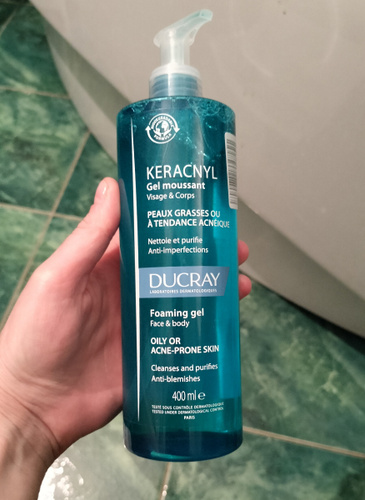 KERACNYL
Gel moussant
Visage & Corps
PEAUX GRASSES OU
À TENDANCE ACNÉIQUE
Nettoie et purifie
Anti-imperfections
DUCRAY
LABORATOIRES DERMATOLOGIQUES
Foaming gel
Face & body
OILY OR
ACNE-PRONE SKIN
Cleanses and purifies
Anti-blemishes
400 ml ℮
TESTÉ SOUS CONTRÔLE DERMATOLOGIQUE
TESTED UNDER DERMATOLOGICAL CONTROL
PARIS